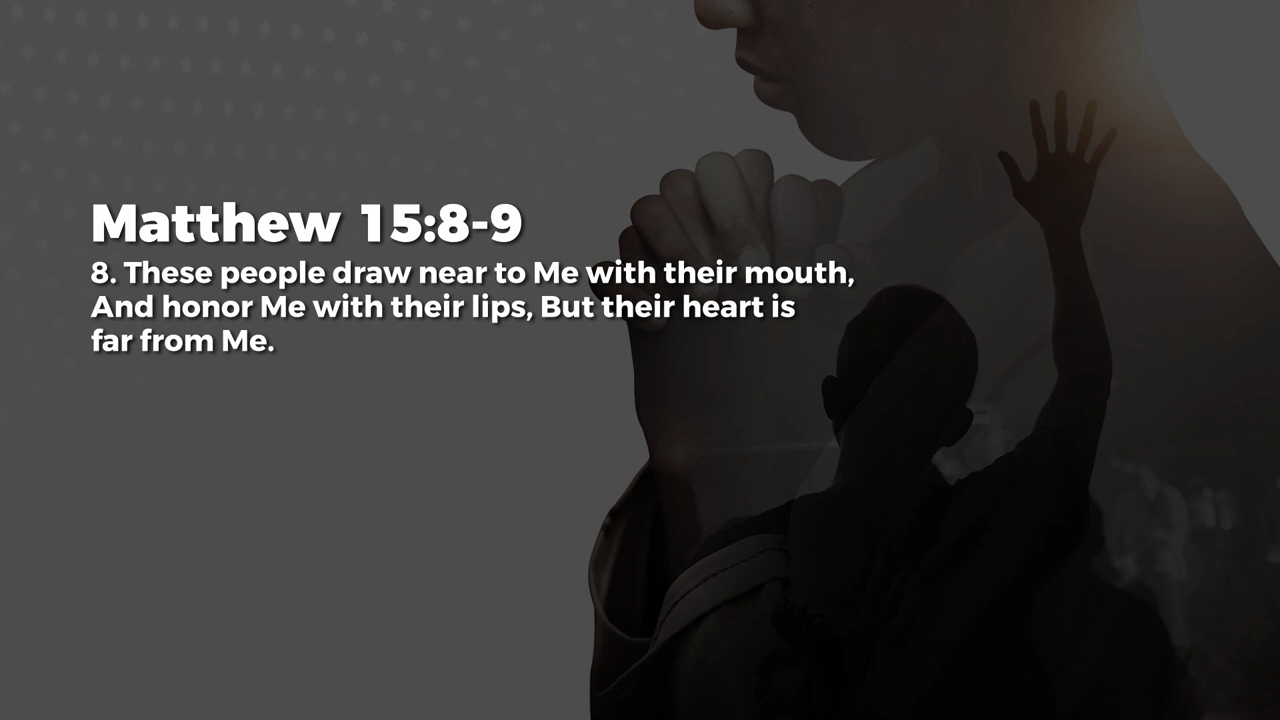 Matthew 15:8-9
8. These people draw near to Me with their mouth,
And honor Me with their lips, But their heart is
far from Me.